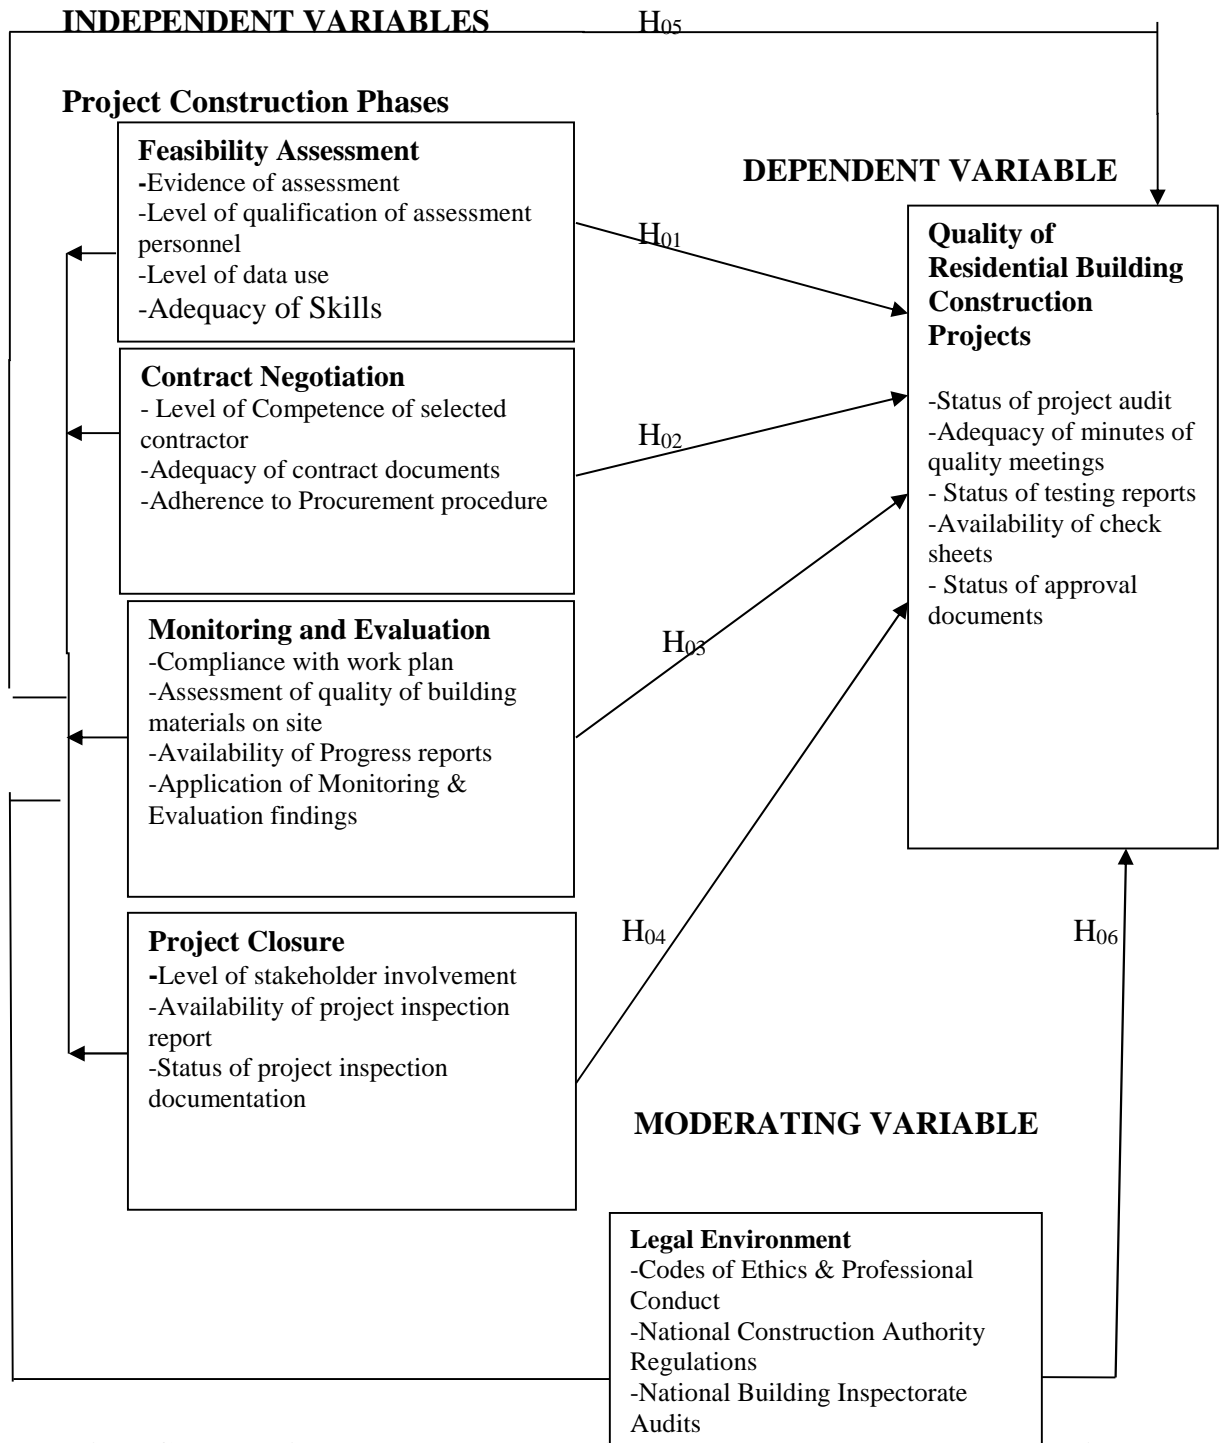 INDEPENDENT VARIABLES
H05
Project Construction Phases
Feasibility Assessment
-Evidence of assessment
-Level of qualification of assessment
personnel
-Level of data use
-Adequacy of Skills
H01
DEPENDENT VARIABLE
Quality of
Residential Building
Construction
Projects
-Status of project audit
-Adequacy of minutes of
quality meetings
- Status of testing reports
-Availability of check
sheets
- Status of approval
documents
Contract Negotiation
- Level of Competence of selected
contractor
-Adequacy of contract documents
-Adherence to Procurement procedure
H02
Monitoring and Evaluation
-Compliance with work plan
-Assessment of quality of building
materials on site
-Availability of Progress reports
-Application of Monitoring &
Evaluation findings
H03
Project Closure
-Level of stakeholder involvement
-Availability of project inspection
report
-Status of project inspection
documentation
H04
H06
MODERATING VARIABLE
Legal Environment
-Codes of Ethics & Professional
Conduct
-National Construction Authority
Regulations
-National Building Inspectorate
Audits